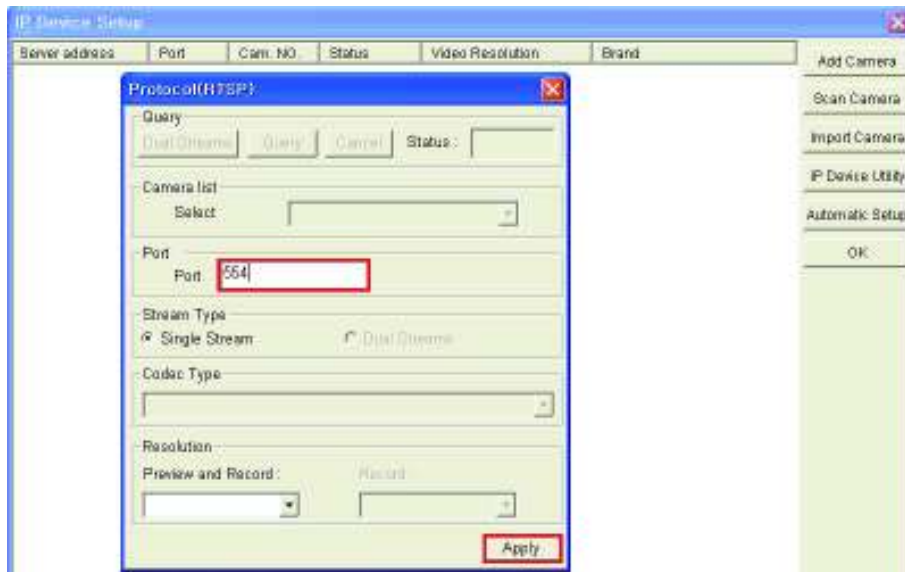 IP Device Setup
Server address Port Cam. NO. Status Video Resolution Brand
Add Camera
Scan Camera
Import Camera
IP Device Utility
Automatic Setup
OK
Protocol(RTSP)
Query
Dual Streams Query Cancel Status :
Camera list
Select
Port
Port 554
Stream Type
Single Stream Dual Streams
Codec Type
Resolution
Preview and Record : Record :
Apply